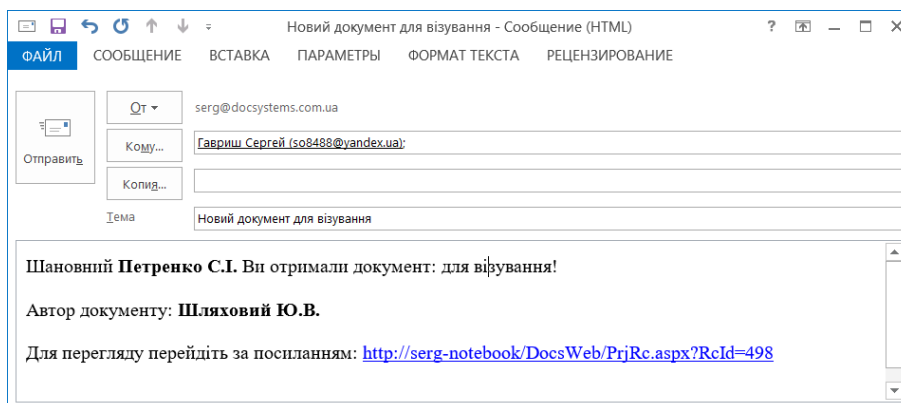 Новий документ для візування - Сообщение (HTML)
ФАЙЛ СООБЩЕНИЕ ВСТАВКА ПАРАМЕТРЫ ФОРМАТ ТЕКСТА РЕЦЕНЗИРОВАНИЕ
От serg@docsystems.com.ua
Отправить
Кому... Гавриш Сергей (so8488@yandex.ua);
Копия...
Тема Новий документ для візування
Шановний Петренко С.І. Ви отримали документ: для візування!
Автор документу: Шляховий Ю.В.
Для перегляду перейдіть за посиланням: http://serg-notebook/DocsWeb/PrjRc.aspx?RcId=498